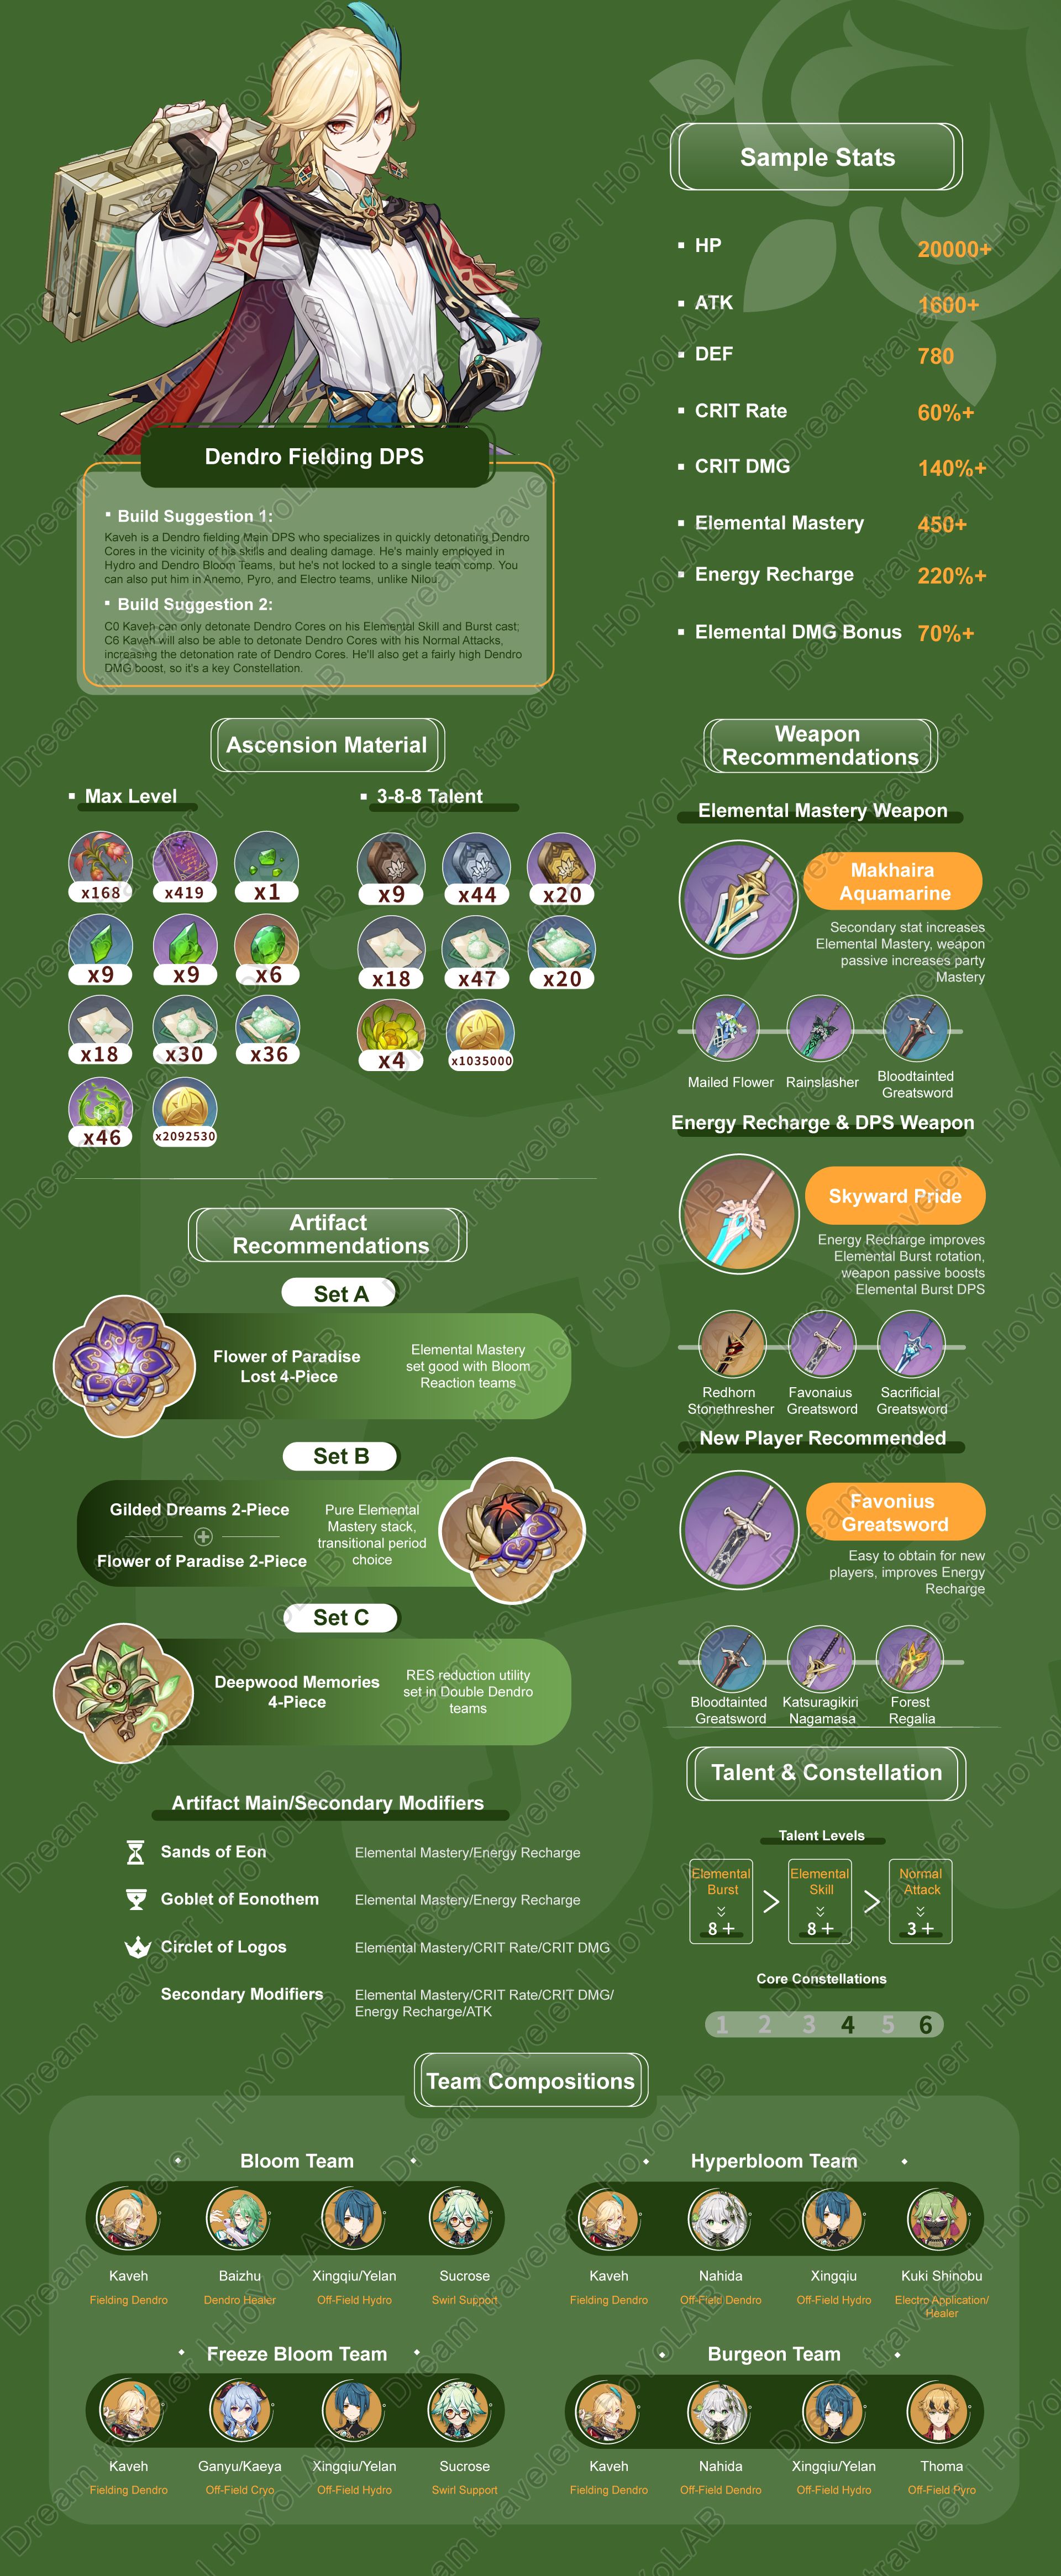 Sample Stats
HP 20000+
ATK 1600+
DEF 780
CRIT Rate 60%+
CRIT DMG 140%+
Elemental Mastery 450+
Energy Recharge 220%+
Elemental DMG Bonus 70%+
Dendro Fielding DPS
Build Suggestion 1:
Kaveh is a Dendro fielding Main DPS who specializes in quickly detonating Dendro
Cores in the vicinity of his skills and dealing damage. He's mainly employed in
Hydro and Dendro Bloom Teams, but he's not locked to a single team comp. You
can also put him in Anemo, Pyro, and Electro teams, unlike Nilou
Build Suggestion 2:
C0 Kaveh can only detonate Dendro Cores on his Elemental Skill and Burst cast;
C6 Kaveh will also be able to detonate Dendro Cores with his Normal Attacks,
increasing the detonation rate of Dendro Cores. He'll also get a fairly high Dendro
DMG boost, so it's a key Constellation.
Ascension Material
Max Level
x168 x419 x1
x9 x9 x6
x18 x30 x36
x46 x2092530
3-8-8 Talent
x9 x44 x20
x18 x47 x20
x4 x1035000
Artifact
Recommendations
Set A
Flower of Paradise
Lost 4-Piece
Elemental Mastery
set good with Bloom
Reaction teams
Set B
Gilded Dreams 2-Piece
Flower of Paradise 2-Piece
Pure Elemental
Mastery stack,
transitional period
choice
Set C
Deepwood Memories
4-Piece
RES reduction utility
set in Double Dendro
teams
Artifact Main/Secondary Modifiers
Sands of Eon Elemental Mastery/Energy Recharge
Goblet of Eonothem Elemental Mastery/Energy Recharge
Circlet of Logos Elemental Mastery/CRIT Rate/CRIT DMG
Secondary Modifiers Elemental Mastery/CRIT Rate/CRIT DMG/
Energy Recharge/ATK
Weapon
Recommendations
Elemental Mastery Weapon
Makhaira
Aquamarine
Secondary stat increases
Elemental Mastery, weapon
passive increases party
Mastery
Mailed Flower
Rainslasher
Bloodtainted
Greatsword
Energy Recharge & DPS Weapon
Skyward Pride
Energy Recharge improves
Elemental Burst rotation,
weapon passive boosts
Elemental Burst DPS
Redhorn
Stonethresher
Favonaius
Greatsword
Sacrificial
Greatsword
New Player Recommended
Favonius
Greatsword
Easy to obtain for new
players, improves Energy
Recharge
Bloodtainted
Greatsword
Katsuragikiri
Nagamasa
Forest
Regalia
Talent & Constellation
Talent Levels
Elemental
Burst
8 +
>
Elemental
Skill
8 +
>
Normal
Attack
3 +
Core Constellations
1 2 3 4 5 6
Team Compositions
Bloom Team
Kaveh Baizhu Xingqiu/Yelan Sucrose
Fielding Dendro Dendro Healer Off-Field Hydro Swirl Support
Hyperbloom Team
Kaveh Nahida Xingqiu Kuki Shinobu
Fielding Dendro Off-Field Dendro Off-Field Hydro Electro Application/
Healer
Freeze Bloom Team
Kaveh Ganyu/Kaeya Xingqiu/Yelan Sucrose
Fielding Dendro Off-Field Cryo Off-Field Hydro Swirl Support
Burgeon Team
Kaveh Nahida Xingqiu/Yelan Thoma
Fielding Dendro Off-Field Dendro Off-Field Hydro Off-Field Pyro
Dream traveler | HoYoLAB